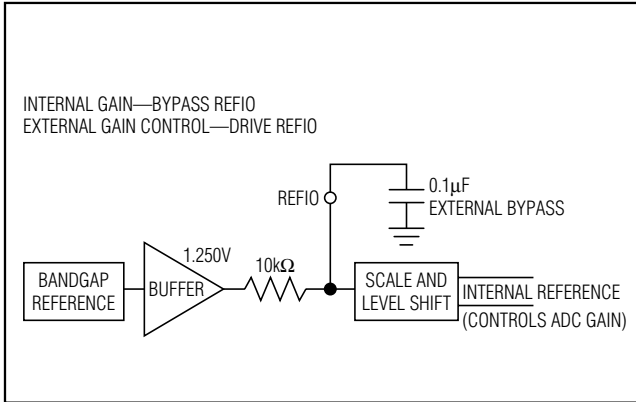 INTERNAL GAIN—BYPASS REFIO
EXTERNAL GAIN CONTROL—DRIVE REFIO
REFIO
0.1μF
EXTERNAL BYPASS
1.250V
10kΩ
BANDGAP
REFERENCE
BUFFER
SCALE AND
LEVEL SHIFT
INTERNAL REFERENCE
(CONTROLS ADC GAIN)